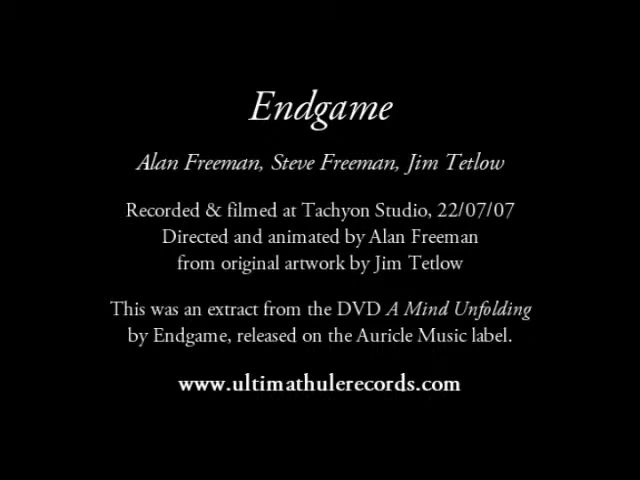 Endgame
Alan Freeman, Steve Freeman, Jim Tetlow
Recorded & filmed at Tachyon Studio, 22/07/07
Directed and animated by Alan Freeman
from original artwork by Jim Tetlow
This was an extract from the DVD A Mind Unfolding
by Endgame, released on the Auricle Music label.
www.ultimathulerecords.com